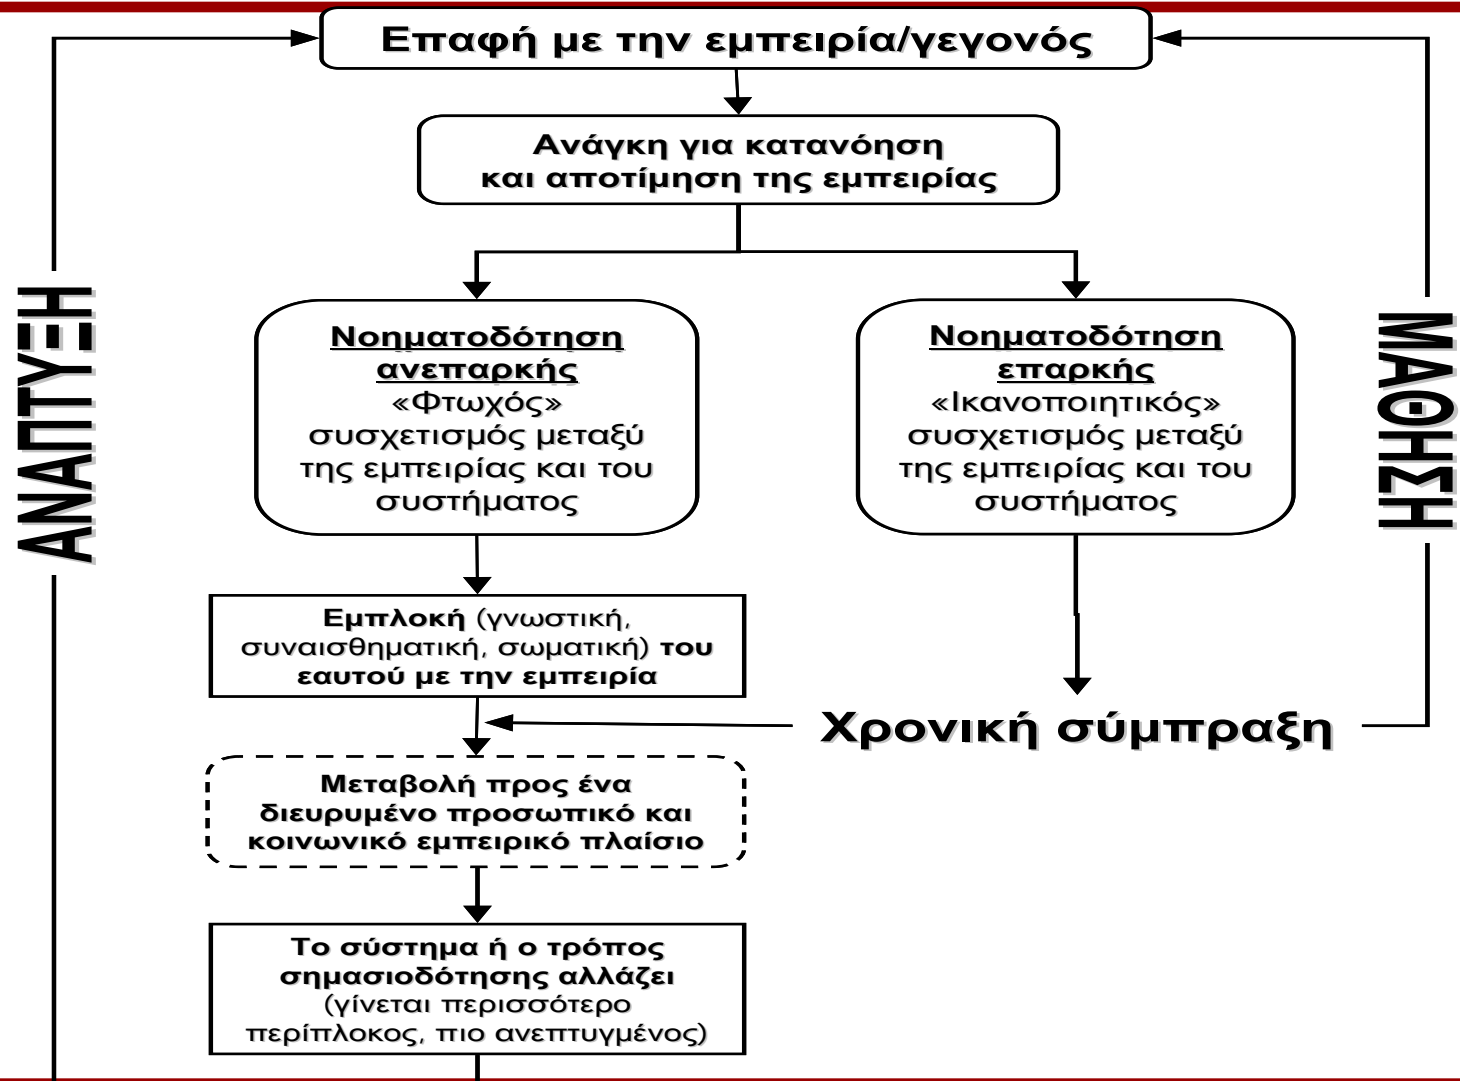 Επαφή με την εμπειρία/γεγονός
Ανάγκη για κατανόηση
και αποτίμηση της εμπειρίας
ΑΝΑΠΤΥΞΗ
Νοηματοδότηση
ανεπαρκής
«Φτωχός»
συσχετισμός μεταξύ
της εμπειρίας και του
συστήματος
Νοηματοδότηση
επαρκής
«Ικανοποιητικός»
συσχετισμός μεταξύ
της εμπειρίας και του
συστήματος
ΜΑΘΗΣΗ
Εμπλοκή (γνωστική,
συναισθηματική, σωματική) του
εαυτού με την εμπειρία
Χρονική σύμπραξη
Μεταβολή προς ένα
διευρυμένο προσωπικό και
κοινωνικό εμπειρικό πλαίσιο
Το σύστημα ή ο τρόπος
σημασιοδότησης αλλάζει
(γίνεται περισσότερο
περίπλοκος, πιο ανεπτυγμένος)